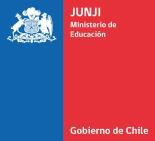 JUNJI
Ministerio de
Educación
Gobierno de Chile